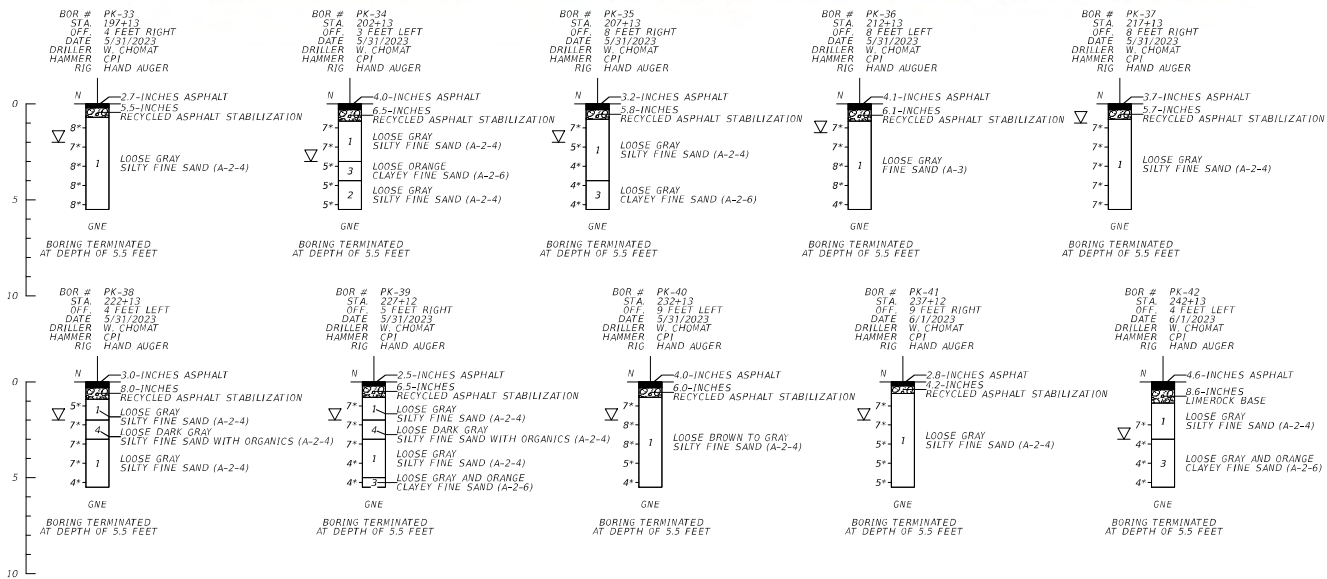 BOR # PK-33
STA. 197+13
OFF. 4 FEET RIGHT
DATE 5/31/2023
DRILLER W. CHOMAT
HAMMER CPI
RIG HAND AUGER
N
2.7-INCHES ASPHALT
5.5-INCHES
RECYCLED ASPHALT STABILIZATION
8*
7*
8*
8*
8*
1
LOOSE GRAY
SILTY FINE SAND (A-2-4)
GNE
BORING TERMINATED
AT DEPTH OF 5.5 FEET
BOR # PK-34
STA. 202+13
OFF. 3 FEET LEFT
DATE 5/31/2023
DRILLER W. CHOMAT
HAMMER CPI
RIG HAND AUGER
N
4.0-INCHES ASPHALT
6.5-INCHES
RECYCLED ASPHALT STABILIZATION
7*
7*
5*
5*
5*
1
LOOSE GRAY
SILTY FINE SAND (A-2-4)
3
LOOSE ORANGE
CLAYEY FINE SAND (A-2-6)
2
LOOSE GRAY
SILTY FINE SAND (A-2-4)
GNE
BORING TERMINATED
AT DEPTH OF 5.5 FEET
BOR # PK-35
STA. 207+13
OFF. 8 FEET RIGHT
DATE 5/31/2023
DRILLER W. CHOMAT
HAMMER CPI
RIG HAND AUGER
N
3.2-INCHES ASPHALT
5.8-INCHES
RECYCLED ASPHALT STABILIZATION
7*
5*
4*
4*
4*
1
LOOSE GRAY
SILTY FINE SAND (A-2-4)
3
LOOSE GRAY
CLAYEY FINE SAND (A-2-6)
GNE
BORING TERMINATED
AT DEPTH OF 5.5 FEET
BOR # PK-36
STA. 212+13
OFF. 8 FEET LEFT
DATE 5/31/2023
DRILLER W. CHOMAT
HAMMER CPI
RIG HAND AUGUER
N
4.1-INCHES ASPHALT
6.1-INCHES
RECYCLED ASPHALT STABILIZATION
7*
7*
8*
5*
4*
1
LOOSE GRAY
FINE SAND (A-3)
GNE
BORING TERMINATED
AT DEPTH OF 5.5 FEET
BOR # PK-37
STA. 217+13
OFF. 8 FEET RIGHT
DATE 5/31/2023
DRILLER W. CHOMAT
HAMMER CPI
RIG HAND AUGER
N
3.7-INCHES ASPHALT
5.7-INCHES
RECYCLED ASPHALT STABILIZATION
7*
7*
7*
4*
7*
1
LOOSE GRAY
SILTY FINE SAND (A-2-4)
GNE
BORING TERMINATED
AT DEPTH OF 5.5 FEET
0
5
10
BOR # PK-38
STA. 222+13
OFF. 4 FEET LEFT
DATE 5/31/2023
DRILLER W. CHOMAT
HAMMER CPI
RIG HAND AUGER
N
3.0-INCHES ASPHALT
8.0-INCHES
RECYCLED ASPHALT STABILIZATION
5*
7*
7*
7*
4*
1
LOOSE GRAY
SILTY FINE SAND (A-2-4)
4
LOOSE DARK GRAY
SILTY FINE SAND WITH ORGANICS (A-2-4)
1
LOOSE GRAY
SILTY FINE SAND (A-2-4)
GNE
BORING TERMINATED
AT DEPTH OF 5.5 FEET
BOR # PK-39
STA. 227+12
OFF. 5 FEET RIGHT
DATE 5/31/2023
DRILLER W. CHOMAT
HAMMER CPI
RIG HAND AUGER
N
2.5-INCHES ASPHALT
6.5-INCHES
RECYCLED ASPHALT STABILIZATION
7*
7*
7*
4*
4*
1
LOOSE GRAY
SILTY FINE SAND (A-2-4)
4
LOOSE DARK GRAY
SILTY FINE SAND WITH ORGANICS (A-2-4)
1
LOOSE GRAY
SILTY FINE SAND (A-2-4)
3
LOOSE GRAY AND ORANGE
CLAYEY FINE SAND (A-2-6)
GNE
BORING TERMINATED
AT DEPTH OF 5.5 FEET
BOR # PK-40
STA. 232+13
OFF. 9 FEET LEFT
DATE 5/31/2023
DRILLER W. CHOMAT
HAMMER CPI
RIG HAND AUGER
N
4.0-INCHES ASPHALT
6.0-INCHES
RECYCLED ASPHALT STABILIZATION
7*
8*
8*
5*
4*
1
LOOSE BROWN TO GRAY
SILTY FINE SAND (A-2-4)
GNE
BORING TERMINATED
AT DEPTH OF 5.5 FEET
BOR # PK-41
STA. 237+12
OFF. 9 FEET RIGHT
DATE 6/1/2023
DRILLER W. CHOMAT
HAMMER CPI
RIG HAND AUGER
N
2.8-INCHES ASPHALT
4.2-INCHES
RECYCLED ASPHALT STABILIZATION
7*
7*
5*
5*
5*
1
LOOSE GRAY
SILTY FINE SAND (A-2-4)
GNE
BORING TERMINATED
AT DEPTH OF 5.5 FEET
BOR # PK-42
STA. 242+13
OFF. 4 FEET LEFT
DATE 6/1/2023
DRILLER W. CHOMAT
HAMMER CPI
RIG HAND AUGER
N
4.6-INCHES ASPHALT
8.6-INCHES
LIMEROCK BASE
7*
7*
4*
4*
1
LOOSE GRAY
SILTY FINE SAND (A-2-4)
3
LOOSE GRAY AND ORANGE
CLAYEY FINE SAND (A-2-6)
GNE
BORING TERMINATED
AT DEPTH OF 5.5 FEET
0
5
10